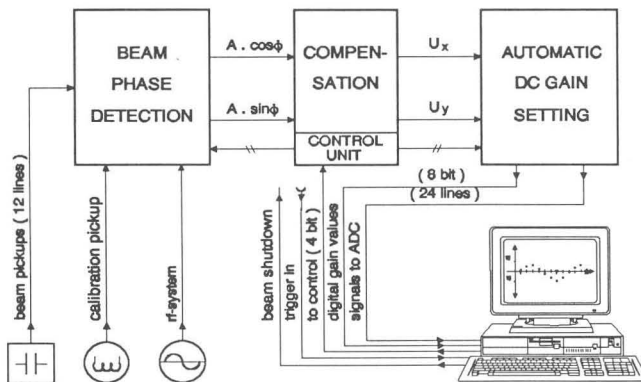 BEAM
PHASE
DETECTION
A . cosϕ
A . sinϕ
COMPEN-
SATION
CONTROL
UNIT
Ux
Uy
AUTOMATIC
DC GAIN
SETTING
( 8 bit )
( 24 lines )
beam pickups ( 12 lines )
calibration pickup
rf-system
beam shutdown
trigger in
to control ( 4 bit )
digital gain values
signals to ADC